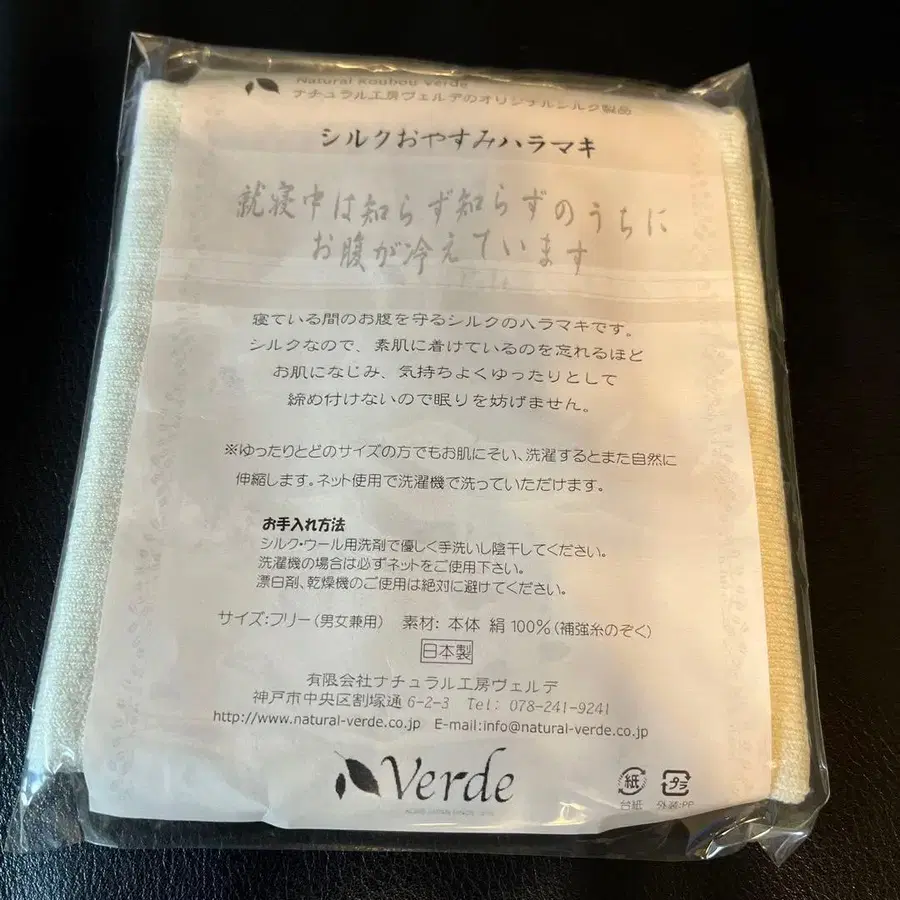 Natural Koubou Verde
ナチュラル工房ヴェルデのオリジナルシルク製品
シルクおやすみハラマキ
就寝中は知らず知らずのうちに
お腹が冷えています
寝ている間のお腹を守るシルクのハラマキです。
シルクなので、素肌に着けているのを忘れるほど
お肌になじみ、気持ちよくゆったりとして
締め付けないので眠りを妨げません。
※ゆったりとどのサイズの方でもお肌にそい、洗濯するとまた自然に
伸縮します。ネット使用で洗濯機で洗っていただけます。
お手入れ方法
シルク・ウール用洗剤で優しく手洗いし陰干してください。
洗濯機の場合は必ずネットをご使用下さい。
漂白剤、乾燥機のご使用は絶対に避けてください。
サイズ:フリー(男女兼用) 素材: 本体 絹100%(補強糸のぞく)
日本製
有限会社ナチュラル工房ヴェルデ
神戸市中央区割塚通 6-2-3 Tel: 078-241-9241
http://www.natural-verde.co.jp E-mail:info@natural-verde.co.jp
Verde
紙 プラ
台紙 外装:PP